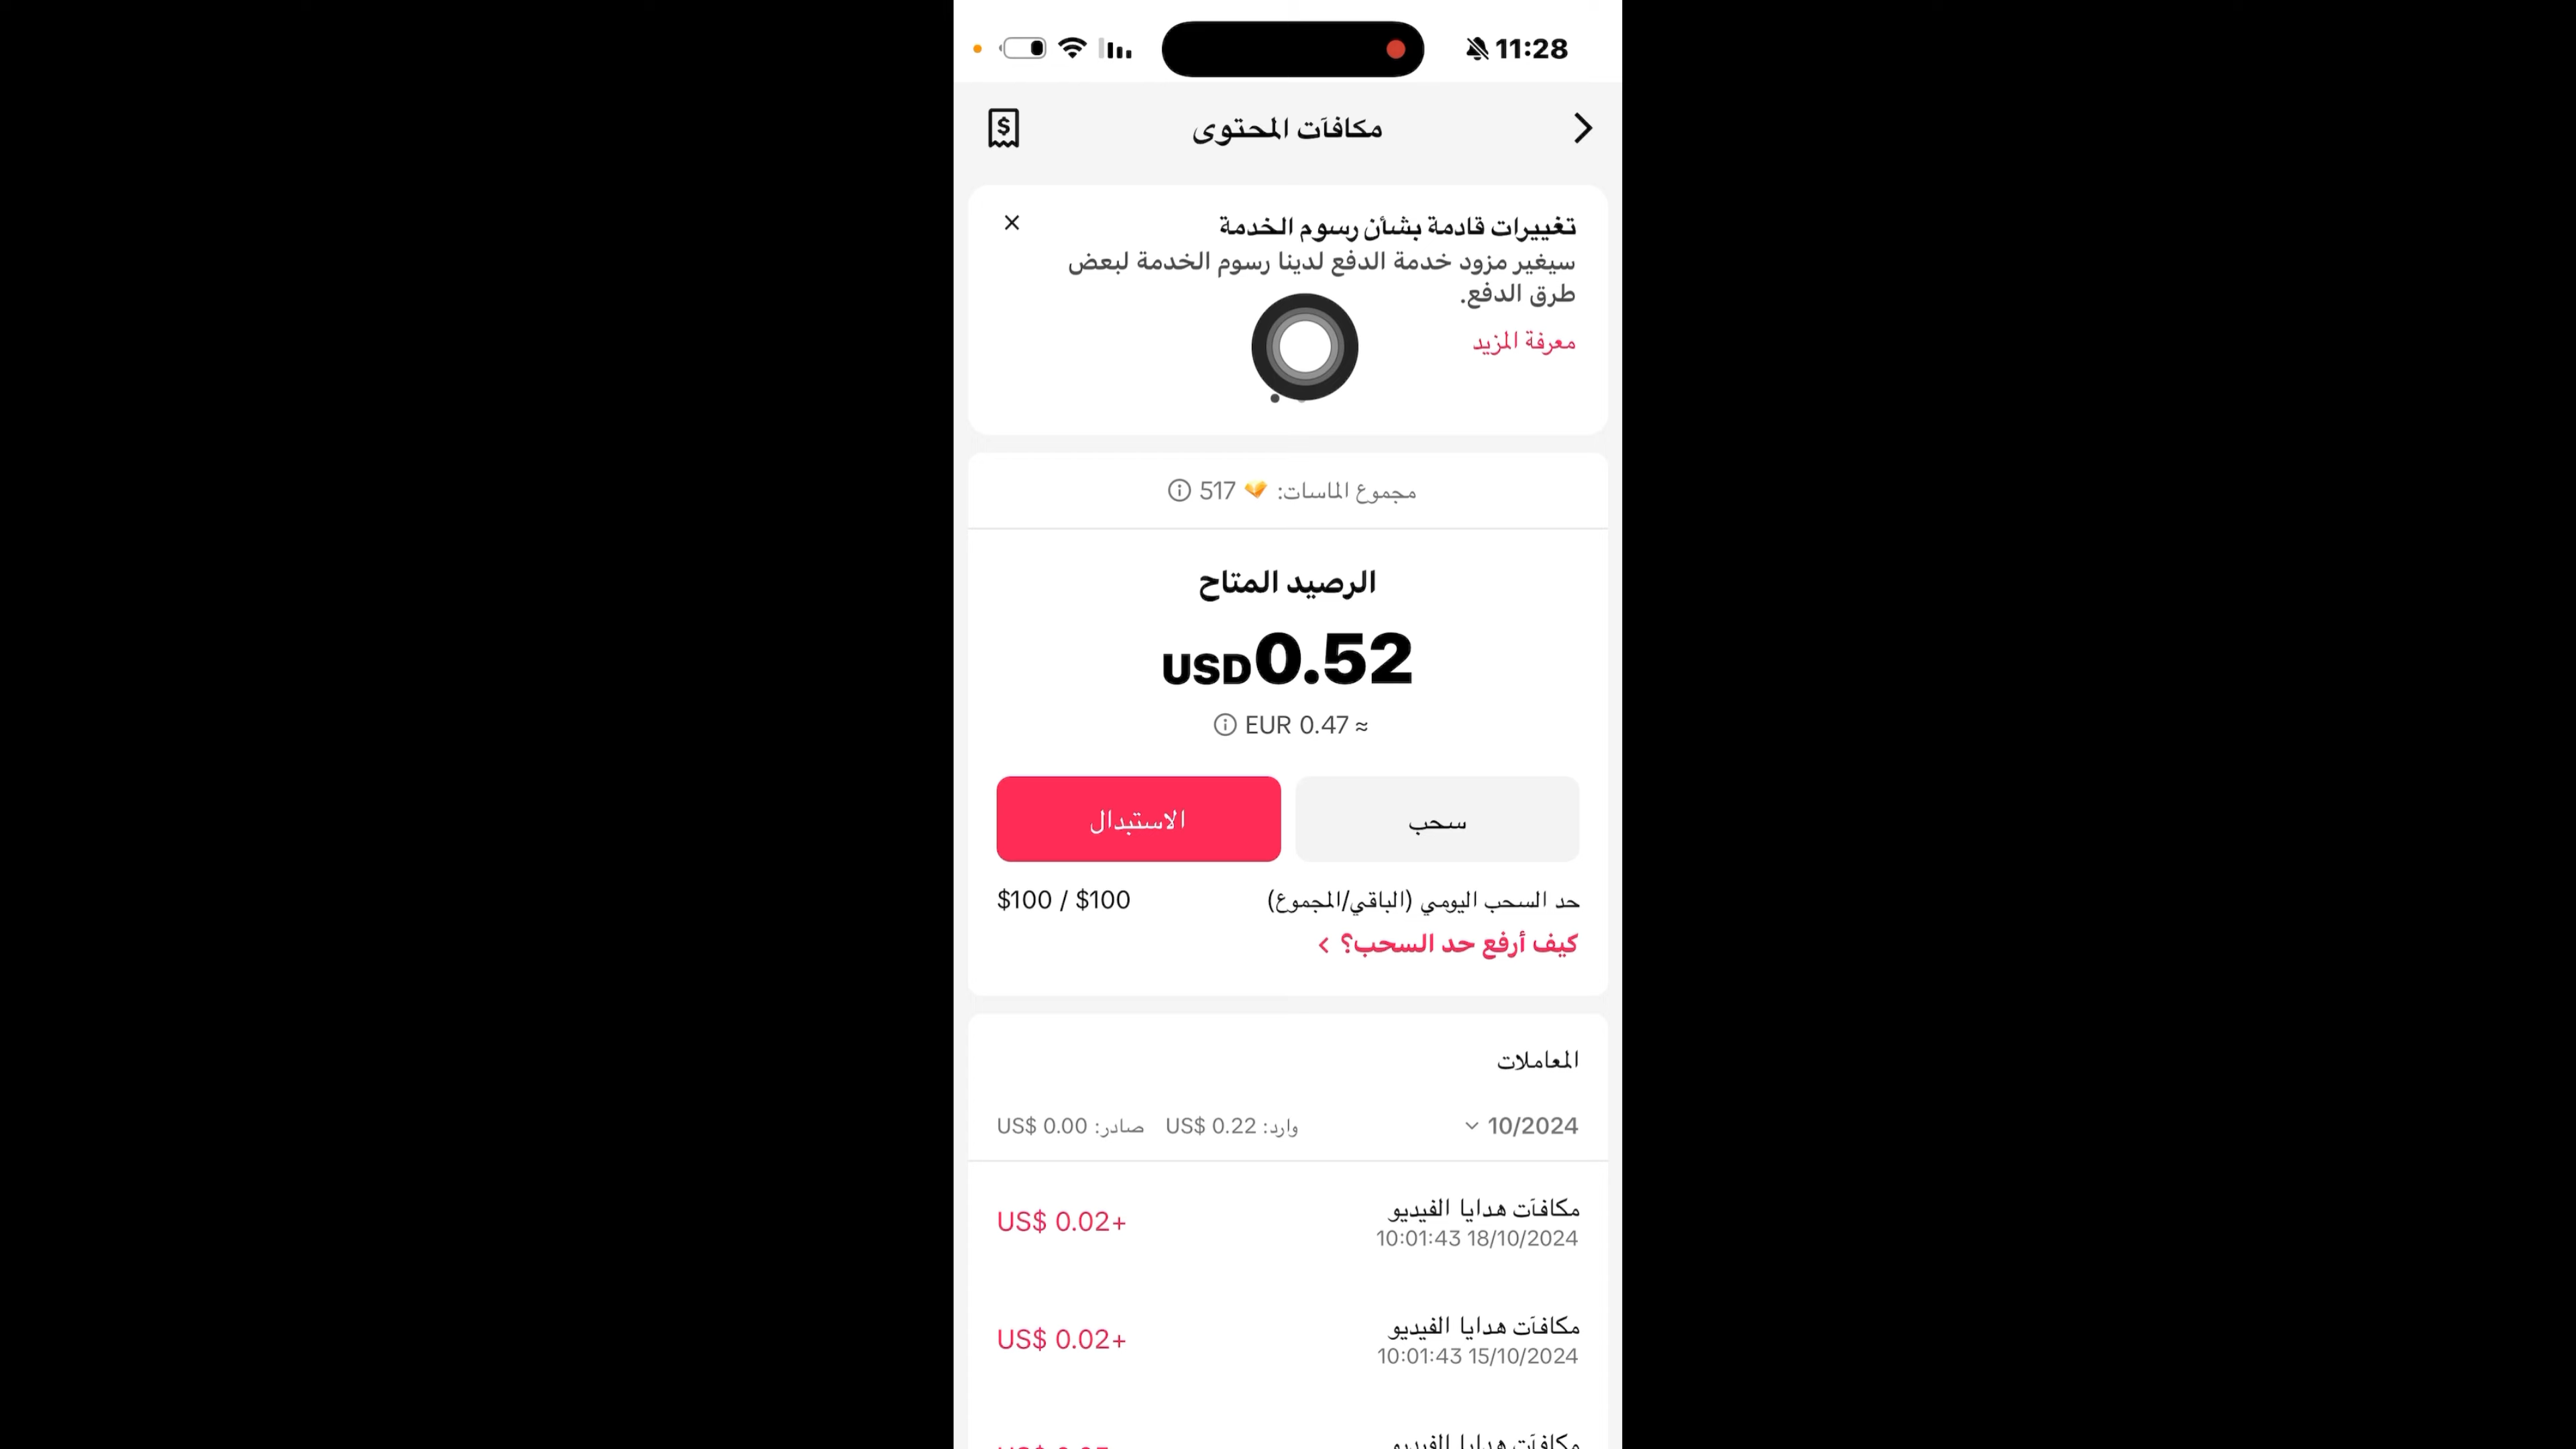 11:28
مكافآت المحتوى
تغييرات قادمة بشأن رسوم الخدمة
سيغير مزود خدمة الدفع لدينا رسوم الخدمة لبعض
طرق الدفع.
معرفة المزيد
مجموع الماسات: 517
الرصيد المتاح
USD0.52
≈ EUR 0.47
سحب
الاستبدال
حد السحب اليومي (الباقي/المجموع) $100 / $100
كيف أرفع حد السحب؟
المعاملات
10/2024 وارد: US$ 0.22 صادر: US$ 0.00
مكافآت هدايا الفيديو
10:01:43 18/10/2024
US$ 0.02+
مكافآت هدايا الفيديو
10:01:43 15/10/2024
US$ 0.02+
مكافآت هدايا الفيديو